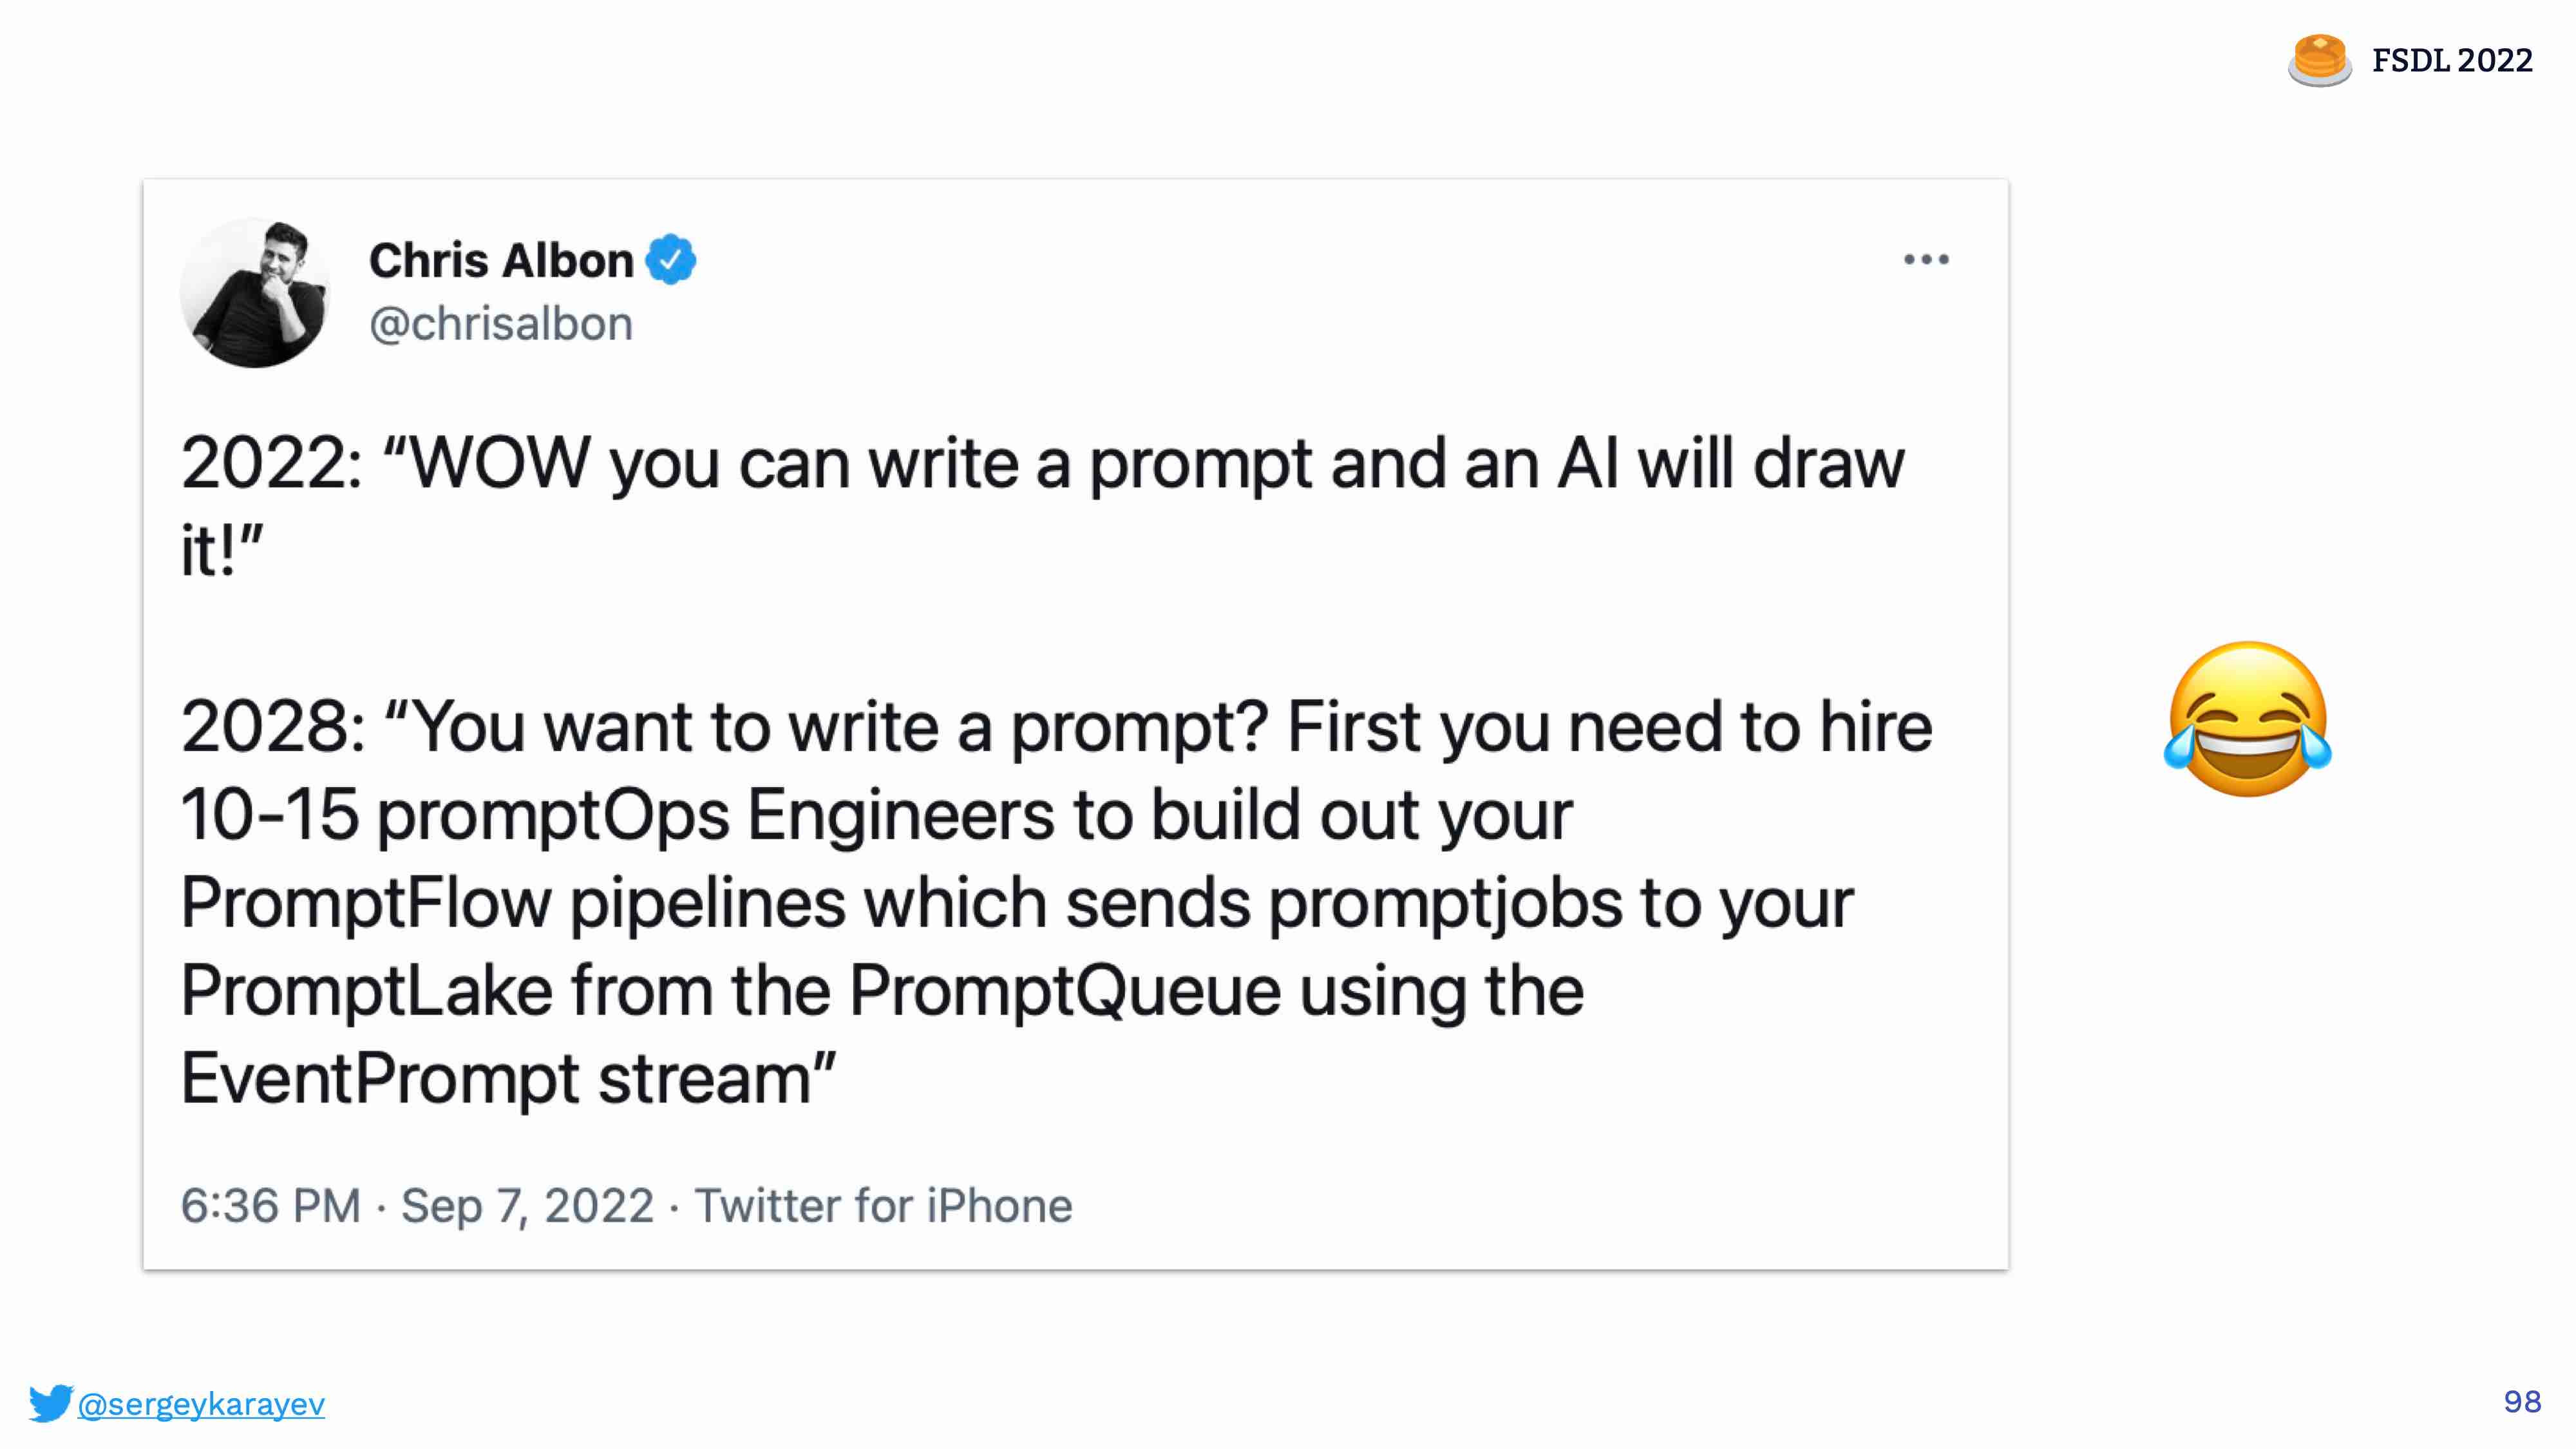 FSDL 2022
Chris Albon
@chrisalbon
2022: “WOW you can write a prompt and an AI will draw
it!”
2028: “You want to write a prompt? First you need to hire
10-15 promptOps Engineers to build out your
PromptFlow pipelines which sends promptjobs to your
PromptLake from the PromptQueue using the
EventPrompt stream”
6:36 PM · Sep 7, 2022 · Twitter for iPhone
@sergeykarayev
98